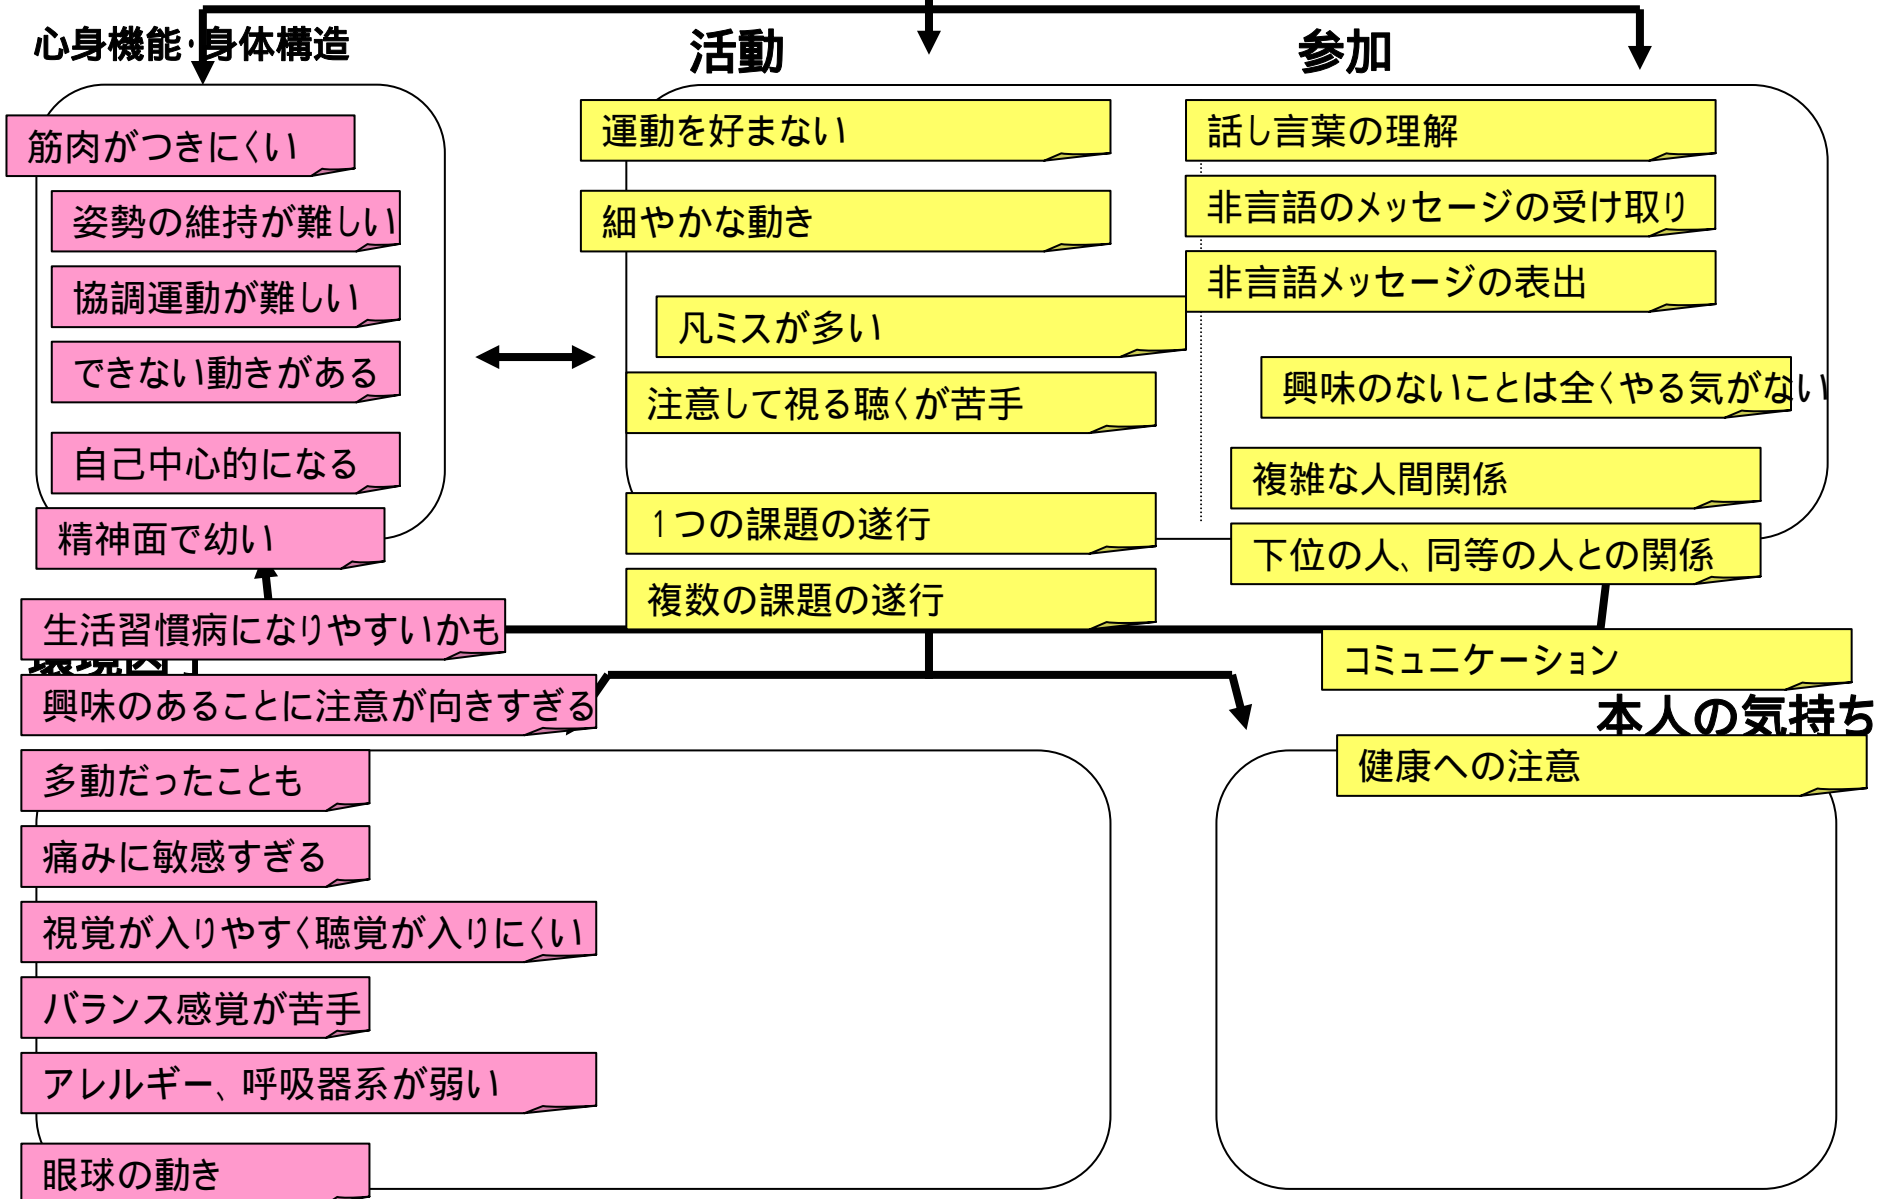 心身機能・身体構造
活動
参加
筋肉がつきにくい
姿勢の維持が難しい
協調運動が難しい
できない動きがある
自己中心的になる
精神面で幼い
生活習慣病になりやすいかも
興味のあることに注意が向きすぎる
多動だったことも
痛みに敏感すぎる
視覚が入りやすく聴覚が入りにくい
バランス感覚が苦手
アレルギー、呼吸器系が弱い
眼球の動き
運動を好まない
細やかな動き
凡ミスが多い
注意して視る聴くが苦手
1つの課題の遂行
複数の課題の遂行
話し言葉の理解
非言語のメッセージの受け取り
非言語メッセージの表出
興味のないことは全くやる気がない
複雑な人間関係
下位の人、同等の人との関係
コミュニケーション
本人の気持ち
健康への注意